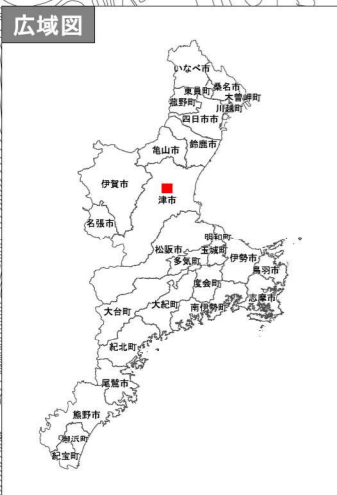 広域図
いなべ市
東員町
桑名市
木曽岬町
菰野町
川越町
四日市市
亀山市
鈴鹿市
伊賀市
津市
名張市
松阪市
明和町
多気町
玉城町
伊勢市
鳥羽市
度会町
志摩市
大台町
大紀町
南伊勢町
紀北町
尾鷲市
熊野市
御浜町
紀宝町